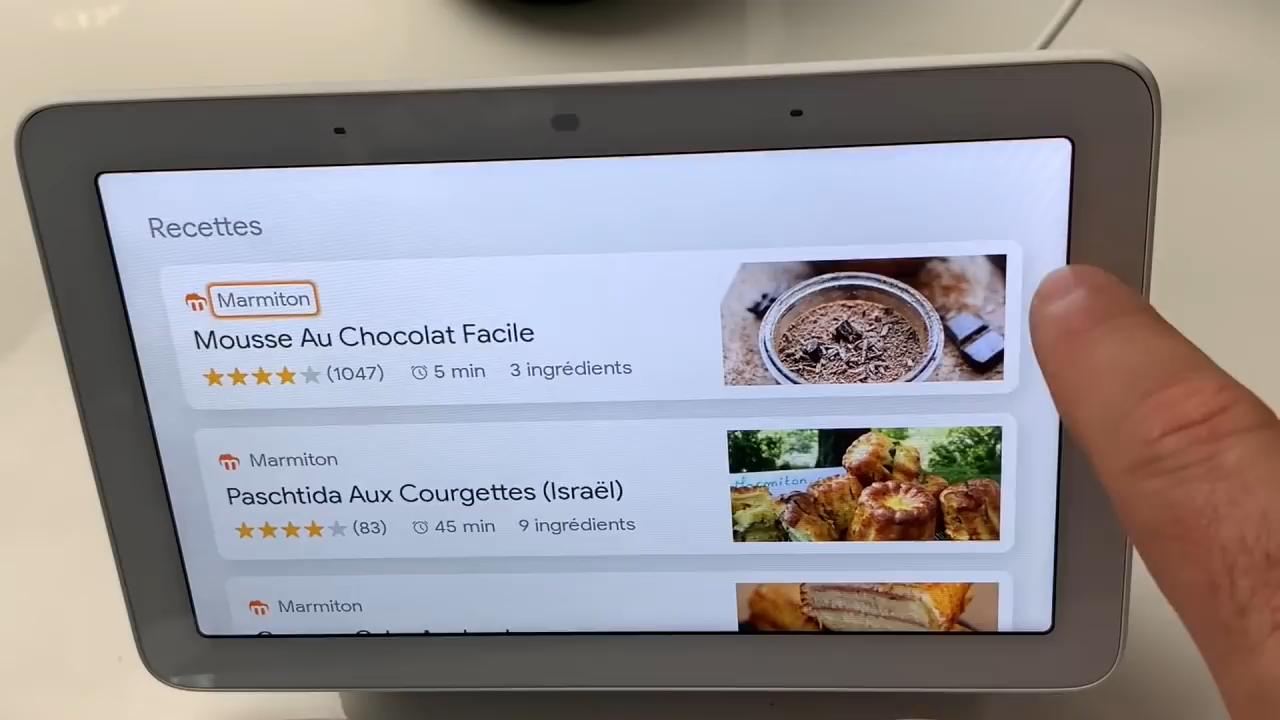 Recettes
Marmiton
Mousse Au Chocolat Facile
(1047) 5 min 3 ingrédients
Marmiton
Paschtida Aux Courgettes (Israël)
(83) 45 min 9 ingrédients
Marmiton
Marmiton